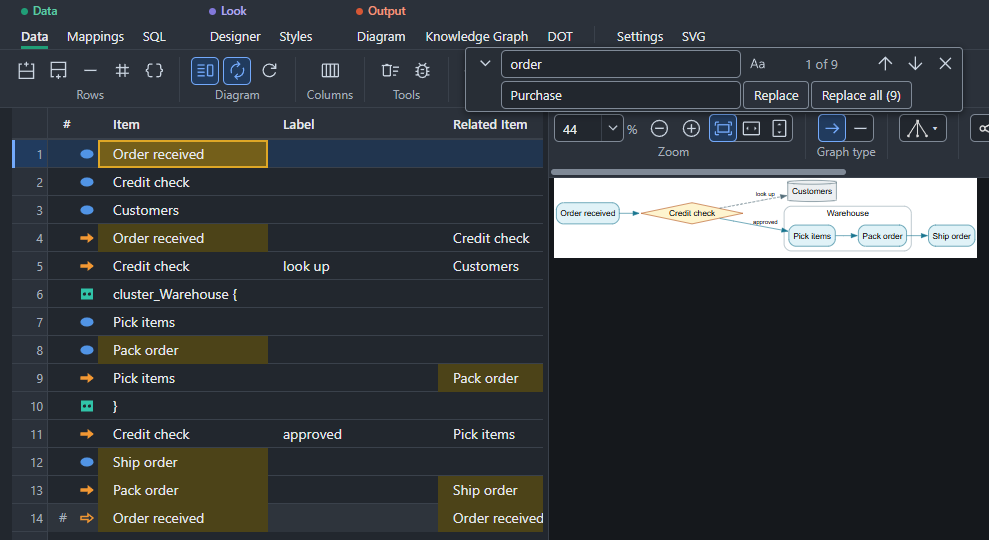 Data Look Output
Data Mappings SQL Designer Styles Diagram Knowledge Graph DOT Settings SVG
order Aa 1 of 9
Purchase Replace Replace all (9)
Rows Diagram Columns Tools
44 %
Zoom Graph type
# Item Label Related Item
1 Order received
2 Credit check
3 Customers
4 Order received Credit check
5 Credit check look up Customers
6 cluster_Warehouse {
7 Pick items
8 Pack order
9 Pick items Pack order
10 }
11 Credit check approved Pick items
12 Ship order
13 Pack order Ship order
14 # Order received Order received
look up Customers
Order received Credit check Warehouse
approved
Pick items Pack order Ship order